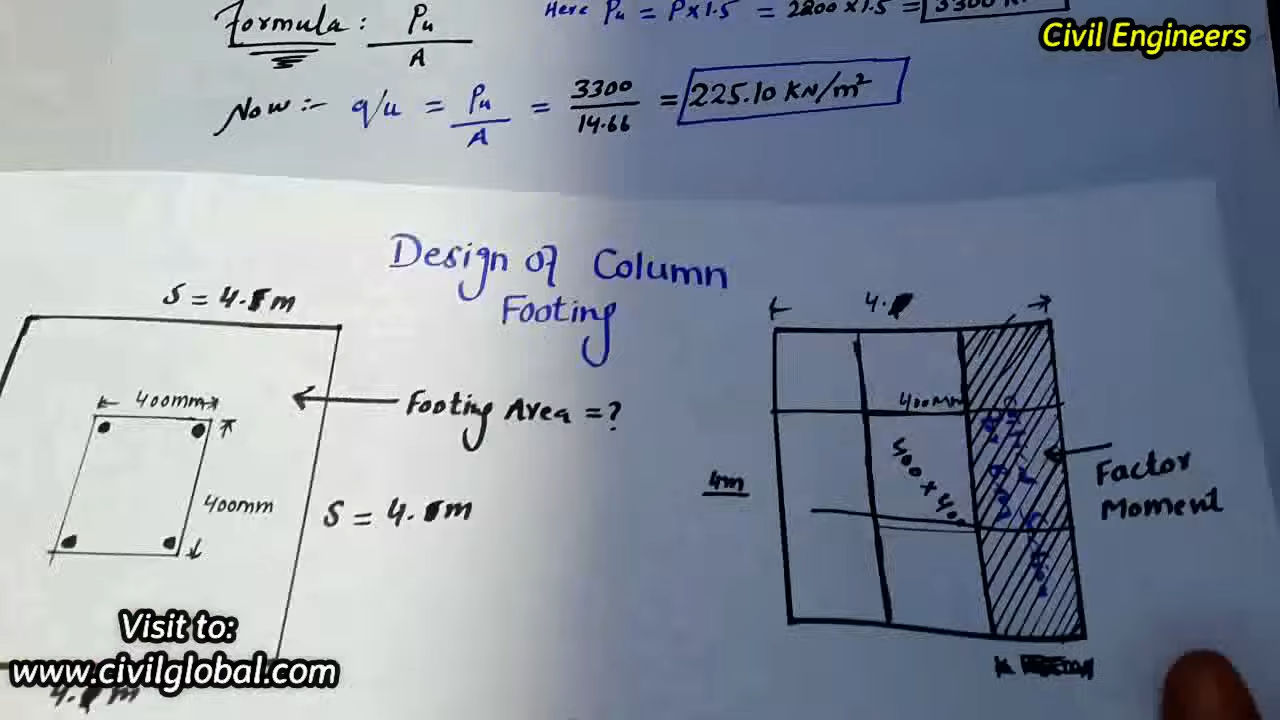 Formula: Pu / A
Here Pu = P x 1.5 = 2200 x 1.5 =
Civil Engineers
Now :- q/u = Pu / A = 3300 / 14.66 = 225.10 KN/m²
Design of Column
Footing
S = 4. m
400mm
Footing Area = ?
400mm
S = 4. m
4.
400mm
400 x 40
4m
Factor
Moment
Visit to:
www.civilglobal.com